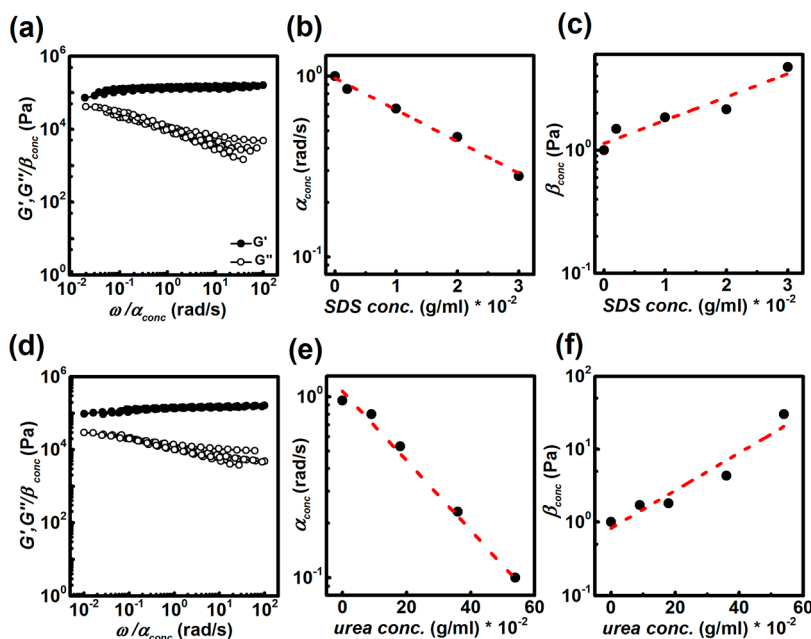 (a)
10^6
10^4
10^2
10^0
G',G''/β_conc (Pa)
G'
G''
10^-2 10^-1 10^0 10^1 10^2
ω/α_conc (rad/s)
(b)
10^0
10^-1
α_conc (rad/s)
0 1 2 3
SDS conc. (g/ml) * 10^-2
(c)
10^0
10^-1
β_conc (Pa)
0 1 2 3
SDS conc. (g/ml) * 10^-2
(d)
10^6
10^4
10^2
10^0
G',G''/β_conc (Pa)
10^-2 10^-1 10^0 10^1 10^2
ω/α_conc (rad/s)
(e)
10^0
10^-1
α_conc (rad/s)
0 20 40 60
urea conc. (g/ml) * 10^-2
(f)
10^2
10^1
10^0
10^-1
β_conc (Pa)
0 20 40 60
urea conc. (g/ml) * 10^-2